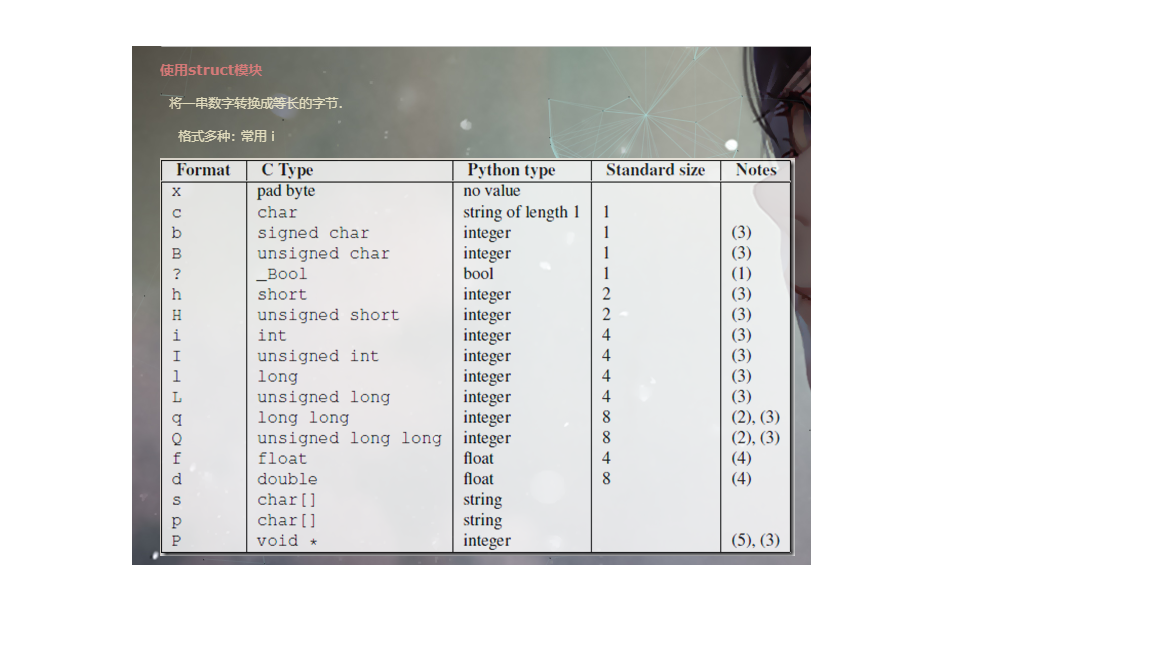 使用struct模块
将一串数字转换成等长的字节.
格式多种: 常用 i
Format C Type Python type Standard size Notes
x pad byte no value
c char string of length 1 1
b signed char integer 1 (3)
B unsigned char integer 1 (3)
? _Bool bool 1 (1)
h short integer 2 (3)
H unsigned short integer 2 (3)
i int integer 4 (3)
I unsigned int integer 4 (3)
l long integer 4 (3)
L unsigned long integer 4 (3)
q long long integer 8 (2), (3)
Q unsigned long long integer 8 (2), (3)
f float float 4 (4)
d double float 8 (4)
s char[] string
p char[] string
P void * integer (5), (3)